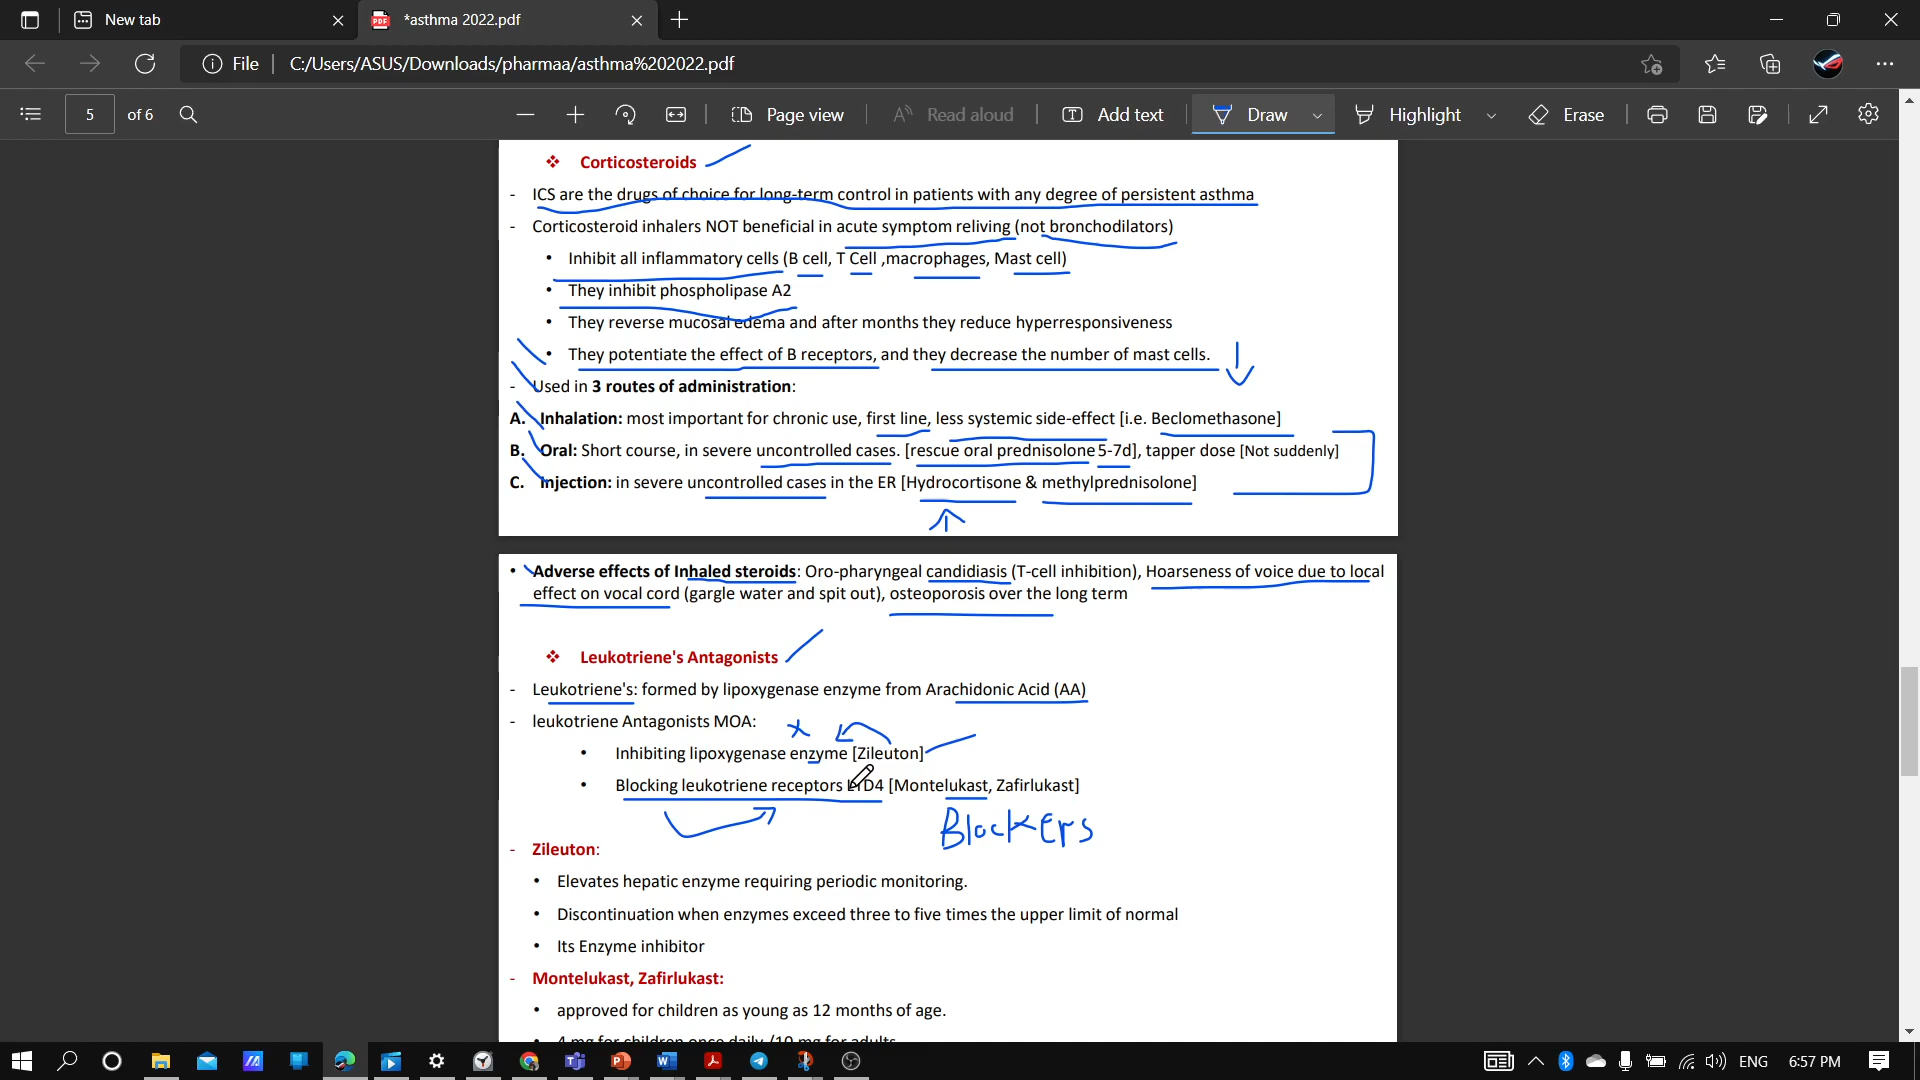 New tab
*asthma 2022.pdf
File
C:/Users/ASUS/Downloads/pharmaa/asthma%202022.pdf
5 of 6
Page view
Read aloud
Add text
Draw
Highlight
Erase
❖ Corticosteroids
- ICS are the drugs of choice for long-term control in patients with any degree of persistent asthma
- Corticosteroid inhalers NOT beneficial in acute symptom reliving (not bronchodilators)
• Inhibit all inflammatory cells (B cell, T Cell ,macrophages, Mast cell)
• They inhibit phospholipase A2
• They reverse mucosal edema and after months they reduce hyperresponsiveness
• They potentiate the effect of B receptors, and they decrease the number of mast cells.
- Used in 3 routes of administration:
A. Inhalation: most important for chronic use, first line, less systemic side-effect [i.e. Beclomethasone]
B. Oral: Short course, in severe uncontrolled cases. [rescue oral prednisolone 5-7d], tapper dose [Not suddenly]
C. Injection: in severe uncontrolled cases in the ER [Hydrocortisone & methylprednisolone]
• Adverse effects of Inhaled steroids: Oro-pharyngeal candidiasis (T-cell inhibition), Hoarseness of voice due to local
effect on vocal cord (gargle water and spit out), osteoporosis over the long term
❖ Leukotriene's Antagonists
- Leukotriene's: formed by lipoxygenase enzyme from Arachidonic Acid (AA)
- leukotriene Antagonists MOA:
• Inhibiting lipoxygenase enzyme [Zileuton]
• Blocking leukotriene receptors LTD4 [Montelukast, Zafirlukast]
Blockers
- Zileuton:
• Elevates hepatic enzyme requiring periodic monitoring.
• Discontinuation when enzymes exceed three to five times the upper limit of normal
• Its Enzyme inhibitor
- Montelukast, Zafirlukast:
• approved for children as young as 12 months of age.
• 4 mg for children once daily /10 mg for adults
ENG
6:57 PM